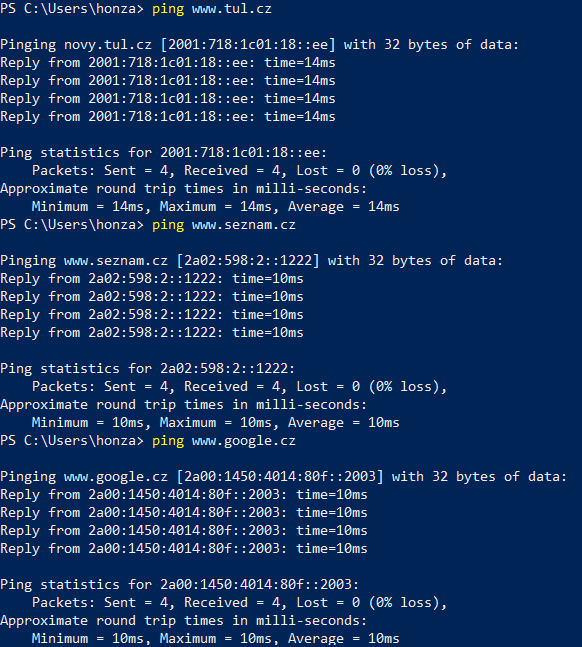 PS C:\Users\honza> ping www.tul.cz
Pinging novy.tul.cz [2001:718:1c01:18::ee] with 32 bytes of data:
Reply from 2001:718:1c01:18::ee: time=14ms
Reply from 2001:718:1c01:18::ee: time=14ms
Reply from 2001:718:1c01:18::ee: time=14ms
Reply from 2001:718:1c01:18::ee: time=14ms
Ping statistics for 2001:718:1c01:18::ee:
    Packets: Sent = 4, Received = 4, Lost = 0 (0% loss),
Approximate round trip times in milli-seconds:
    Minimum = 14ms, Maximum = 14ms, Average = 14ms
PS C:\Users\honza> ping www.seznam.cz
Pinging www.seznam.cz [2a02:598:2::1222] with 32 bytes of data:
Reply from 2a02:598:2::1222: time=10ms
Reply from 2a02:598:2::1222: time=10ms
Reply from 2a02:598:2::1222: time=10ms
Reply from 2a02:598:2::1222: time=10ms
Ping statistics for 2a02:598:2::1222:
    Packets: Sent = 4, Received = 4, Lost = 0 (0% loss),
Approximate round trip times in milli-seconds:
    Minimum = 10ms, Maximum = 10ms, Average = 10ms
PS C:\Users\honza> ping www.google.cz
Pinging www.google.cz [2a00:1450:4014:80f::2003] with 32 bytes of data:
Reply from 2a00:1450:4014:80f::2003: time=10ms
Reply from 2a00:1450:4014:80f::2003: time=10ms
Reply from 2a00:1450:4014:80f::2003: time=10ms
Reply from 2a00:1450:4014:80f::2003: time=10ms
Ping statistics for 2a00:1450:4014:80f::2003:
    Packets: Sent = 4, Received = 4, Lost = 0 (0% loss),
Approximate round trip times in milli-seconds:
    Minimum = 10ms, Maximum = 10ms, Average = 10ms